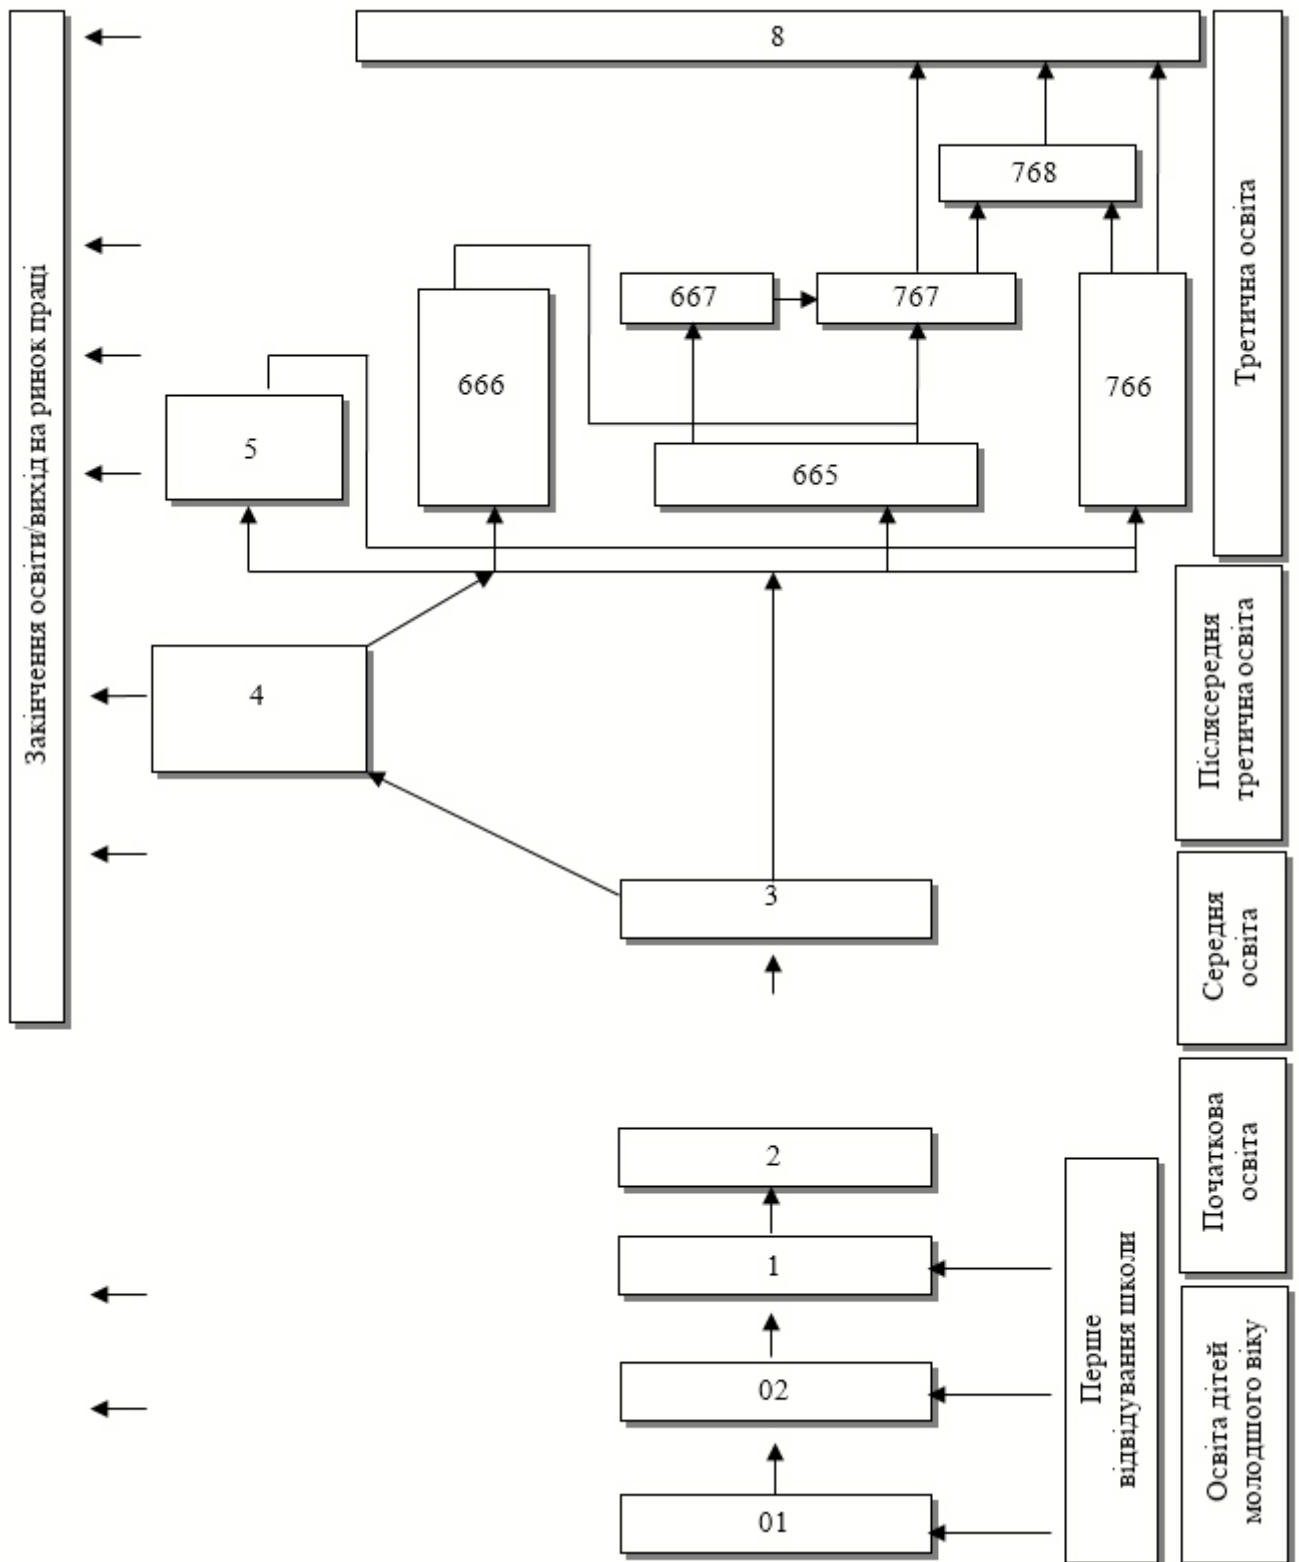 Закінчення освіти/вихід на ринок праці
8
768
667
767
666
766
5
665
4
3
2
1
02
01
Третична освіта
Післясередня
третична освіта
Середня
освіта
Початкова
освіта
Перше
відвідування школи
Освіта дітей
молодшого віку